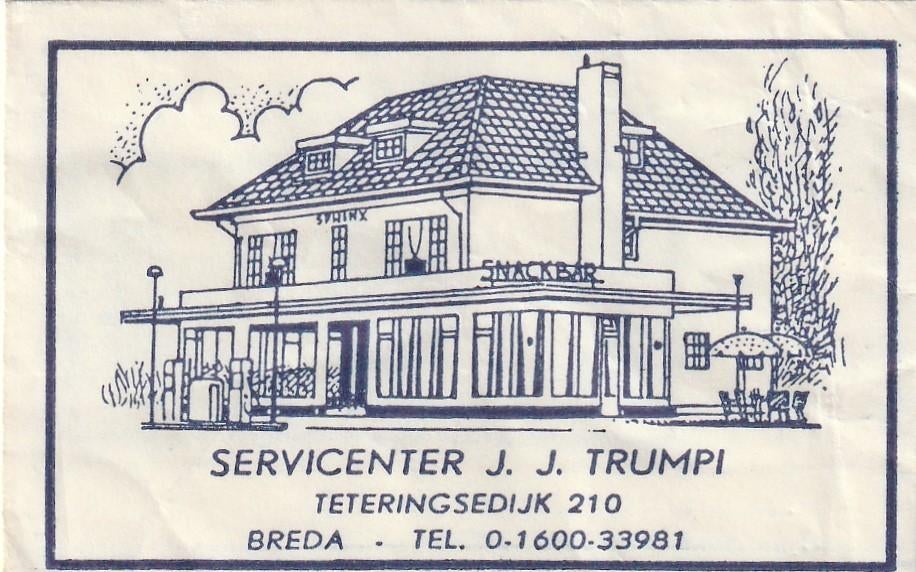 SPHINX
SNACKBAR
SERVICENTER J. J. TRUMPI
TETERINGSEDIJK 210
BREDA - TEL. 0-1600-33981